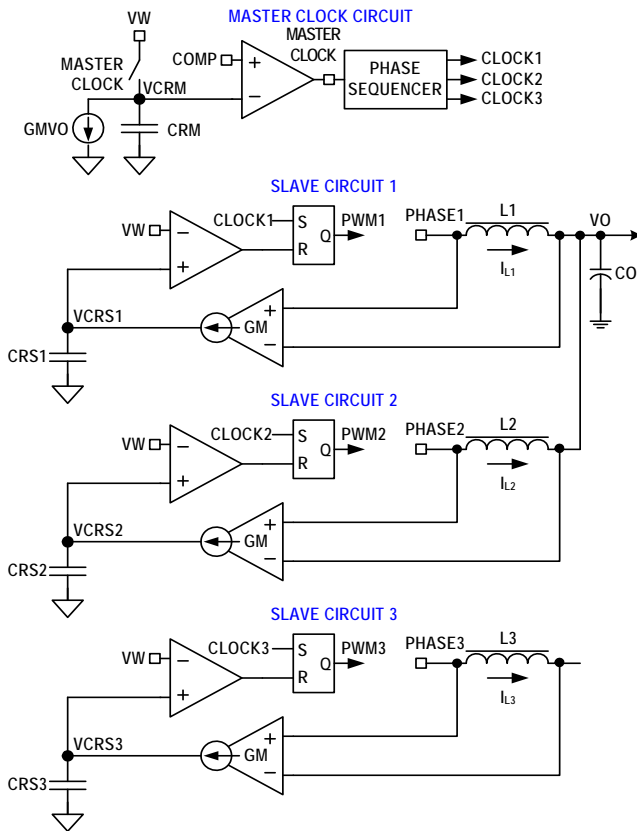 MASTER CLOCK CIRCUIT
VW
MASTER
CLOCK
COMP
+
−
MASTER
CLOCK
VCRM
GMVO
CRM
PHASE
SEQUENCER
CLOCK1
CLOCK2
CLOCK3
SLAVE CIRCUIT 1
VW
−
+
CLOCK1
S
R
Q
PWM1
PHASE1
L1
IL1
VO
CO
VCRS1
CRS1
GM
+
−
SLAVE CIRCUIT 2
VW
−
+
CLOCK2
S
R
Q
PWM2
PHASE2
L2
IL2
VCRS2
CRS2
GM
+
−
SLAVE CIRCUIT 3
VW
−
+
CLOCK3
S
R
Q
PWM3
PHASE3
L3
IL3
VCRS3
CRS3
GM
+
−